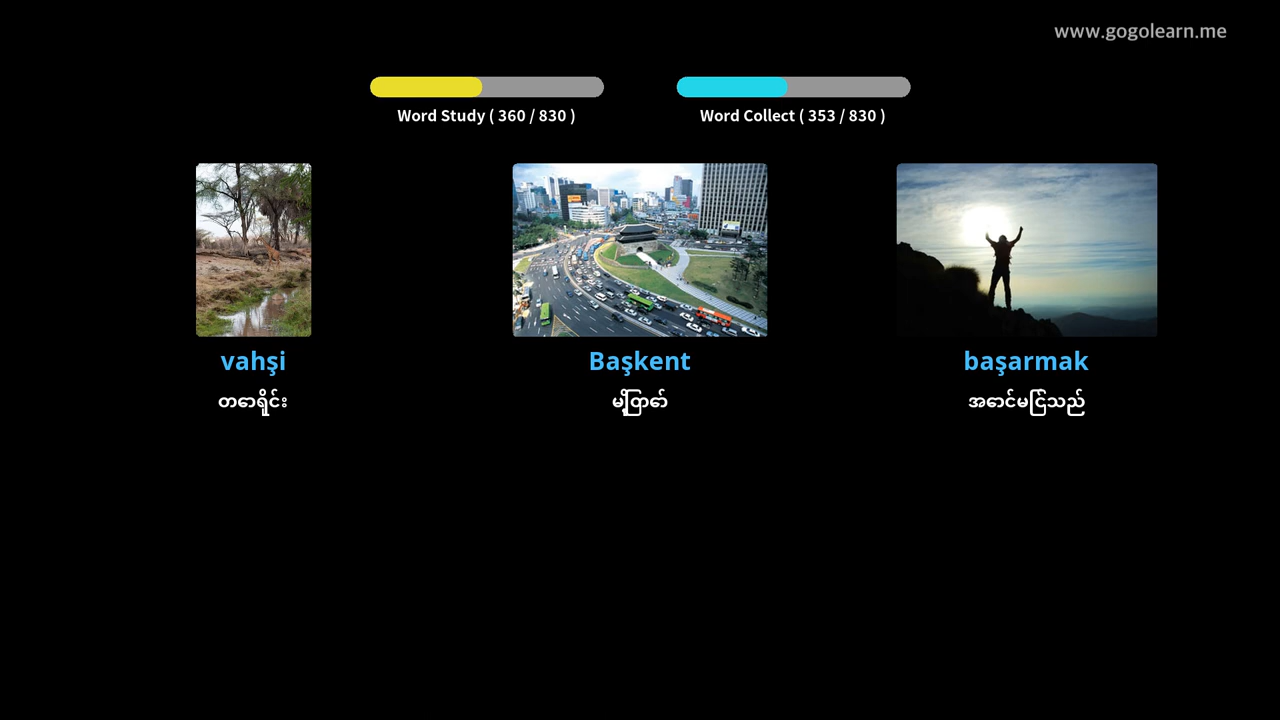 www.gogolearn.me
Word Study ( 360 / 830 )
Word Collect ( 353 / 830 )
vahşi
Başkent
başarmak
တောရိုင်း
မြို့တော်
အောင်မြင်သည်